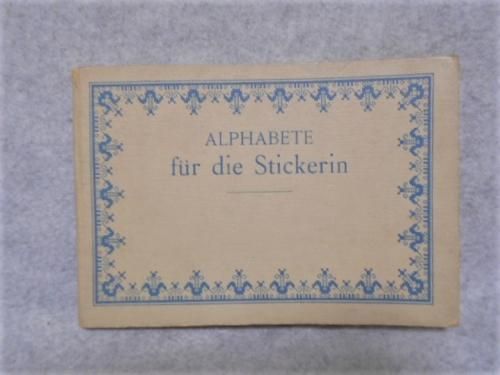 ALPHABETE
für die Stickerin